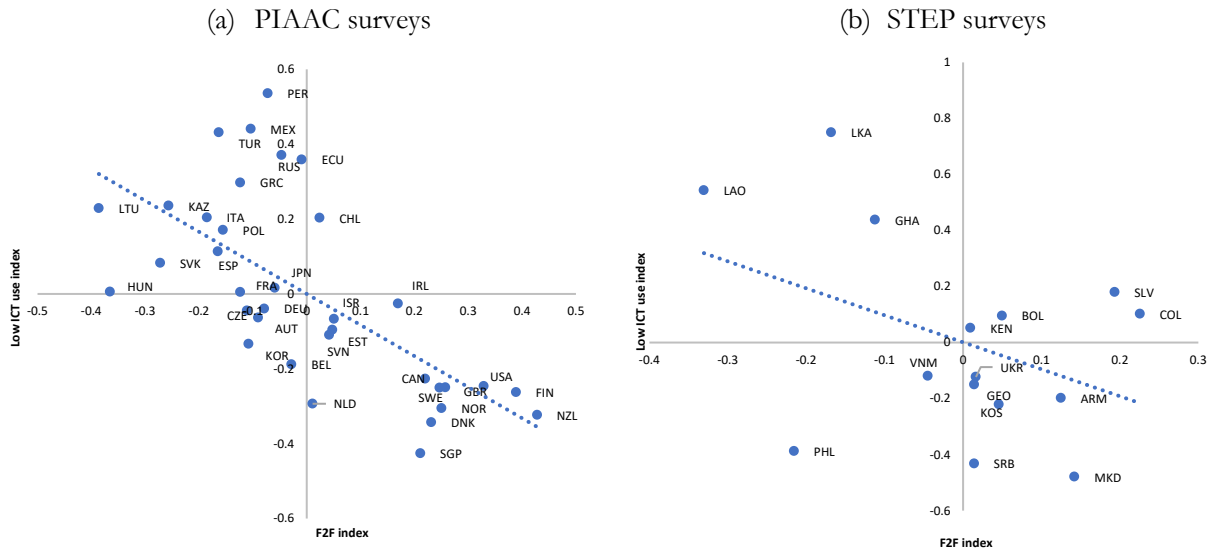 (a) PIAAC surveys
0.6
PER
MEX
TUR
0.4
RUS
ECU
GRC
LTU
KAZ
ITA
0.2
CHL
POL
SVK
ESP
JPN
HUN
FRA
0
IRL
-0.5
-0.4
-0.3
-0.2
-0.1
0
0.1
0.2
0.3
0.4
0.5
CZE
DEU
ISR
AUT
EST
KOR
SVN
BEL
-0.2
CAN
USA
SWE
GBR
FIN
NLD
NOR
NZL
DNK
-0.4
SGP
-0.6
Low ICT use index
F2F index
(b) STEP surveys
1
0.8
LKA
0.6
LAO
GHA
0.4
0.2
SLV
BOL
COL
KEN
0
-0.4
-0.3
-0.2
-0.1
0
0.1
0.2
0.3
VNM
UKR
GEO
-0.2
KOS
ARM
PHL
-0.4
SRB
MKD
-0.6
Low ICT use index
F2F index